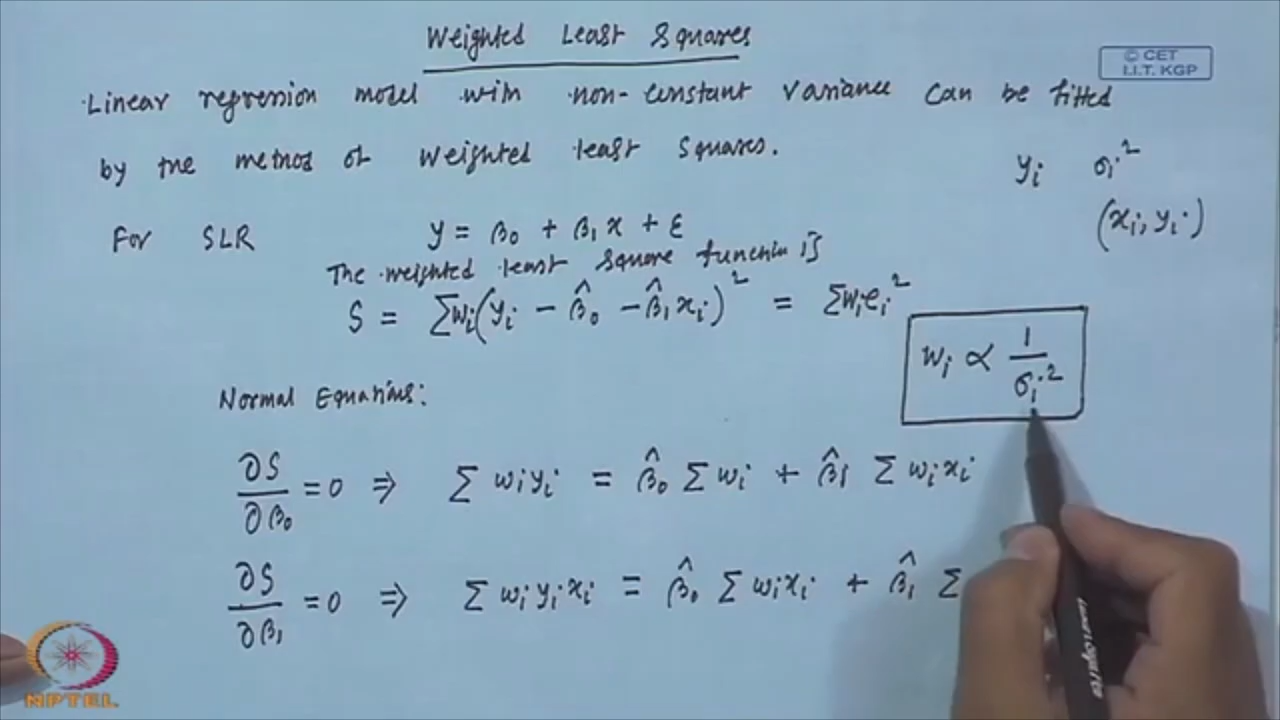 Weighted Least Squares
© CET
I.I.T. KGP
Linear regression model with non-constant variance can be fitted
by the method of weighted least squares.
yᵢ σᵢ²
(xᵢ, yᵢ)
For SLR y = β₀ + β₁x + ε
The weighted least square function is
S = Σwᵢ(yᵢ - β̂₀ - β̂₁xᵢ)² = Σwᵢeᵢ²
wᵢ ∝ 1/σᵢ²
Normal Equations:
∂S/∂β₀ = 0 ⇒ Σ wᵢyᵢ = β̂₀ Σ wᵢ + β̂₁ Σ wᵢxᵢ
∂S/∂β₁ = 0 ⇒ Σ wᵢyᵢxᵢ = β̂₀ Σ wᵢxᵢ + β̂₁ Σ
NPTEL